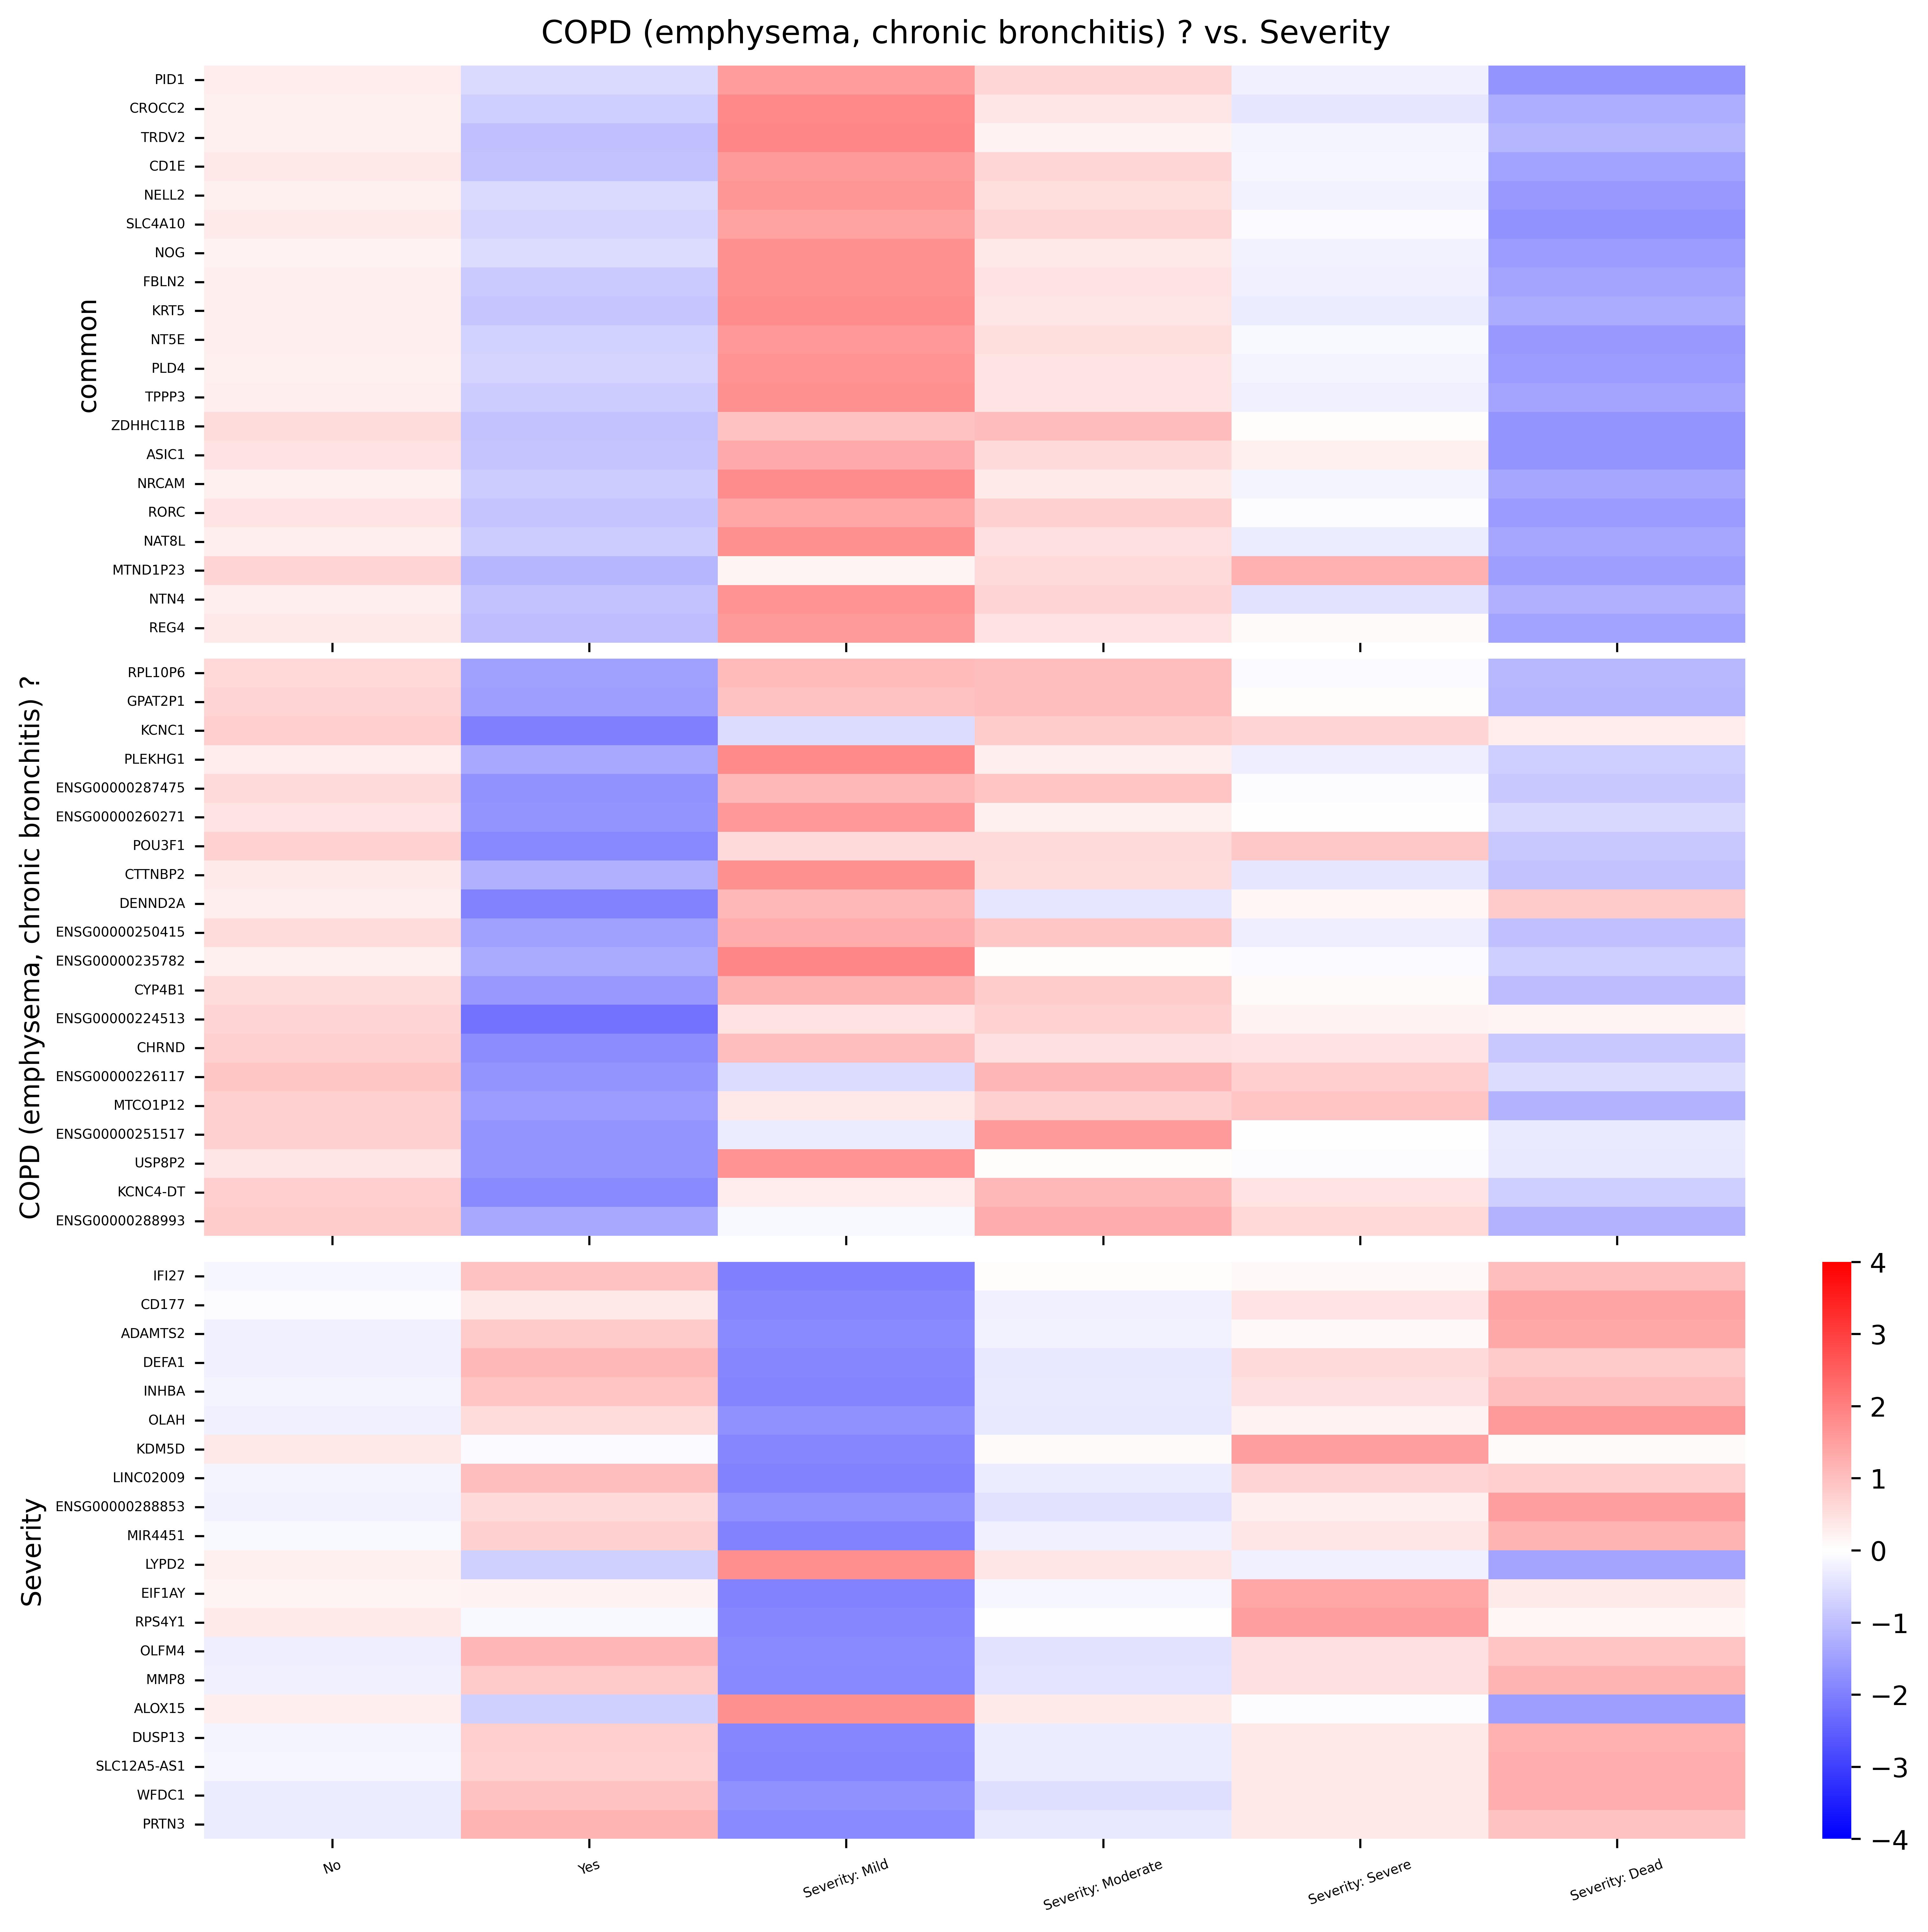 COPD (emphysema, chronic bronchitis) ? vs. Severity
common
PID1
CROCC2
TRDV2
CD1E
NELL2
SLC4A10
NOG
FBLN2
KRT5
NT5E
PLD4
TPPP3
ZDHHC11B
ASIC1
NRCAM
RORC
NAT8L
MTND1P23
NTN4
REG4
COPD (emphysema, chronic bronchitis) ?
RPL10P6
GPAT2P1
KCNC1
PLEKHG1
ENSG00000287475
ENSG00000260271
POU3F1
CTTNBP2
DENND2A
ENSG00000250415
ENSG00000235782
CYP4B1
ENSG00000224513
CHRND
ENSG00000226117
MTCO1P12
ENSG00000251517
USP8P2
KCNC4-DT
ENSG00000288993
Severity
IFI27
CD177
ADAMTS2
DEFA1
INHBA
OLAH
KDM5D
LINC02009
ENSG00000288853
MIR4451
LYPD2
EIF1AY
RPS4Y1
OLFM4
MMP8
ALOX15
DUSP13
SLC12A5-AS1
WFDC1
PRTN3
No
Yes
Severity: Mild
Severity: Moderate
Severity: Severe
Severity: Dead
4
3
2
1
0
−1
−2
−3
−4